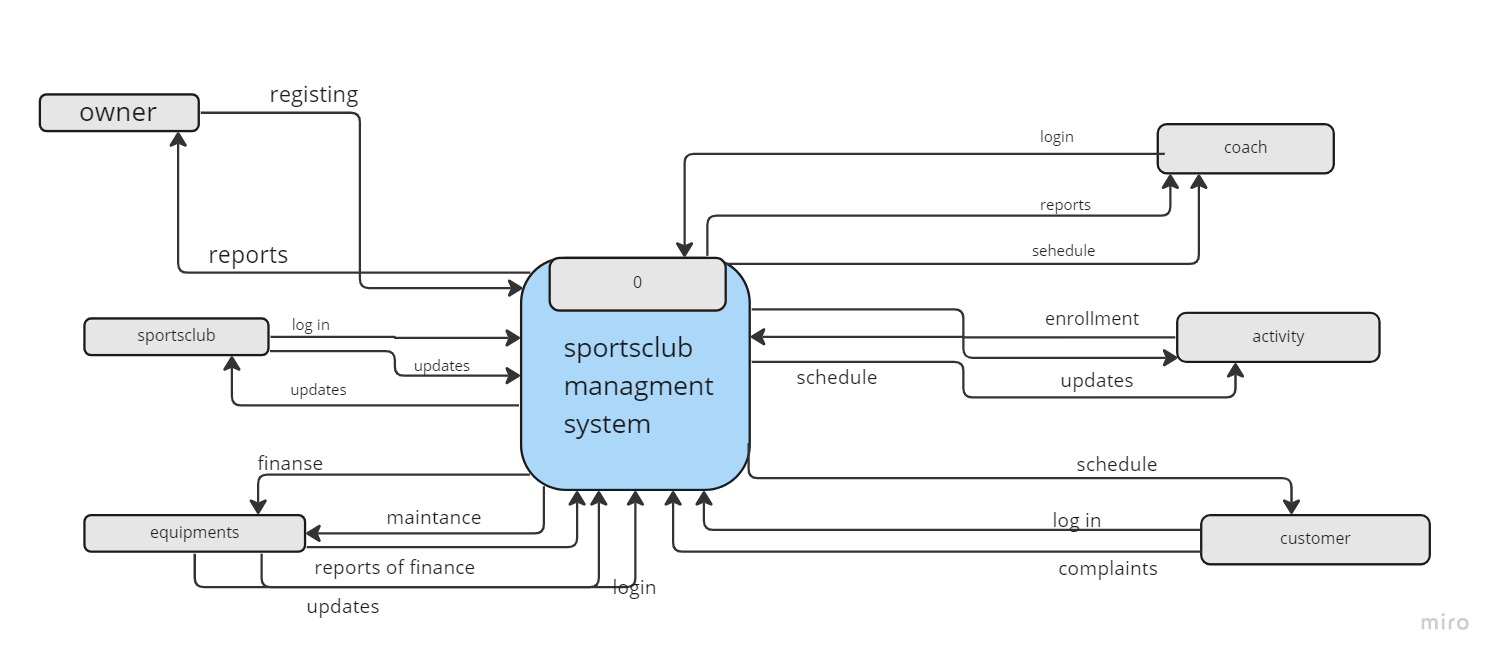 registing
owner
login
coach
reports
reports
sehedule
0
log in
sportsclub
updates
updates
sportsclub
managment
system
enrollment
activity
schedule
updates
finanse
equipments
maintance
reports of finance
login
updates
schedule
log in
customer
complaints
miro